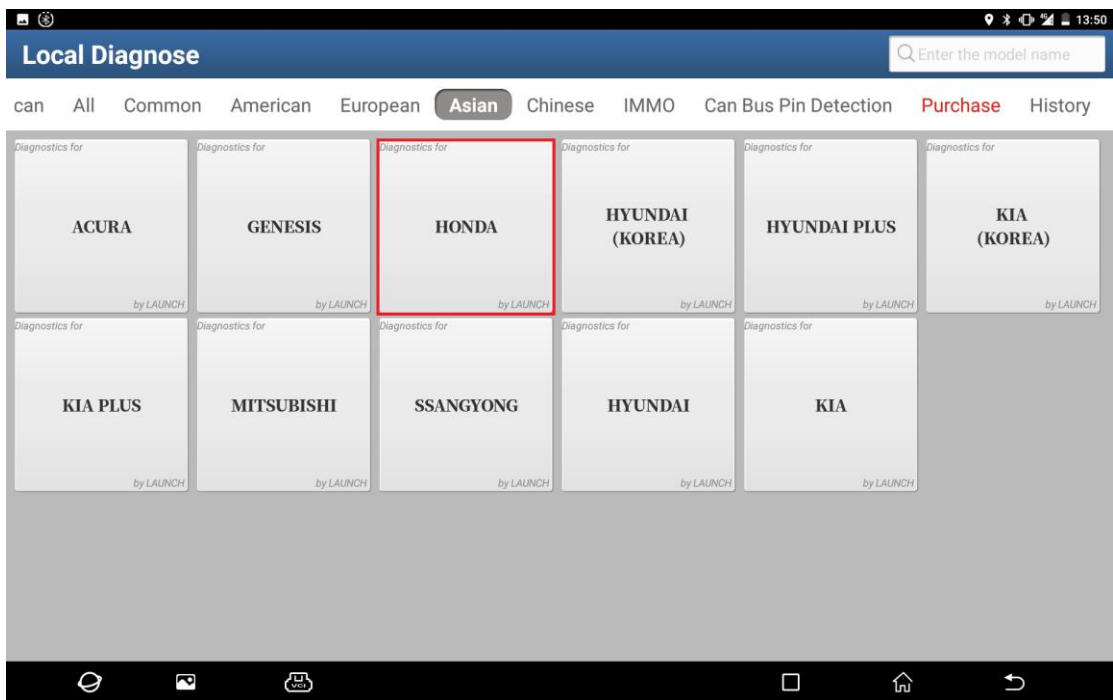 4G 13:50
Local Diagnose
Enter the model name
can All Common American European Asian Chinese IMMO Can Bus Pin Detection Purchase History
Diagnostics for
ACURA
by LAUNCH
Diagnostics for
GENESIS
by LAUNCH
Diagnostics for
HONDA
by LAUNCH
Diagnostics for
HYUNDAI
(KOREA)
by LAUNCH
Diagnostics for
HYUNDAI PLUS
by LAUNCH
Diagnostics for
KIA
(KOREA)
by LAUNCH
Diagnostics for
KIA PLUS
by LAUNCH
Diagnostics for
MITSUBISHI
by LAUNCH
Diagnostics for
SSANGYONG
by LAUNCH
Diagnostics for
HYUNDAI
by LAUNCH
Diagnostics for
KIA
by LAUNCH
VCI